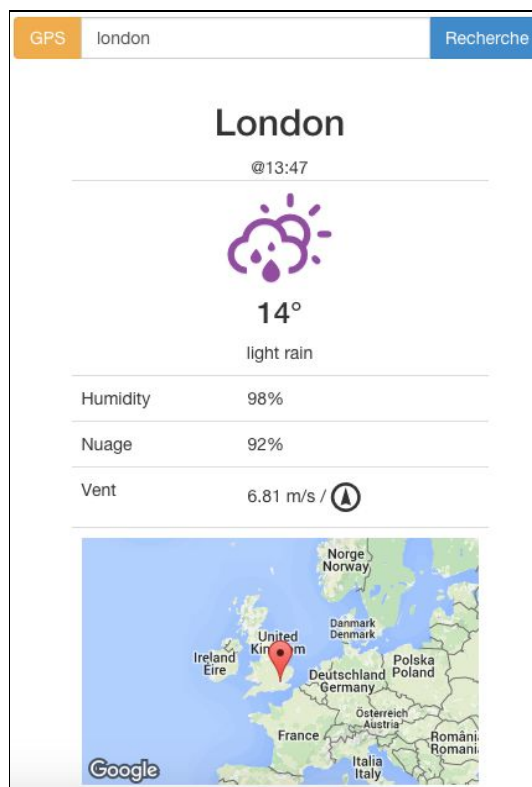 GPS london Recherche
London
@13:47
14°
light rain
Humidity 98%
Nuage 92%
Vent 6.81 m/s /
Norge
Norway
Danmark
Denmark
United
Kingdom
Ireland
Éire
Deutschland
Germany
Polska
Poland
Österreich
Austria
France
Români
Romani
Italia
Italy
Google